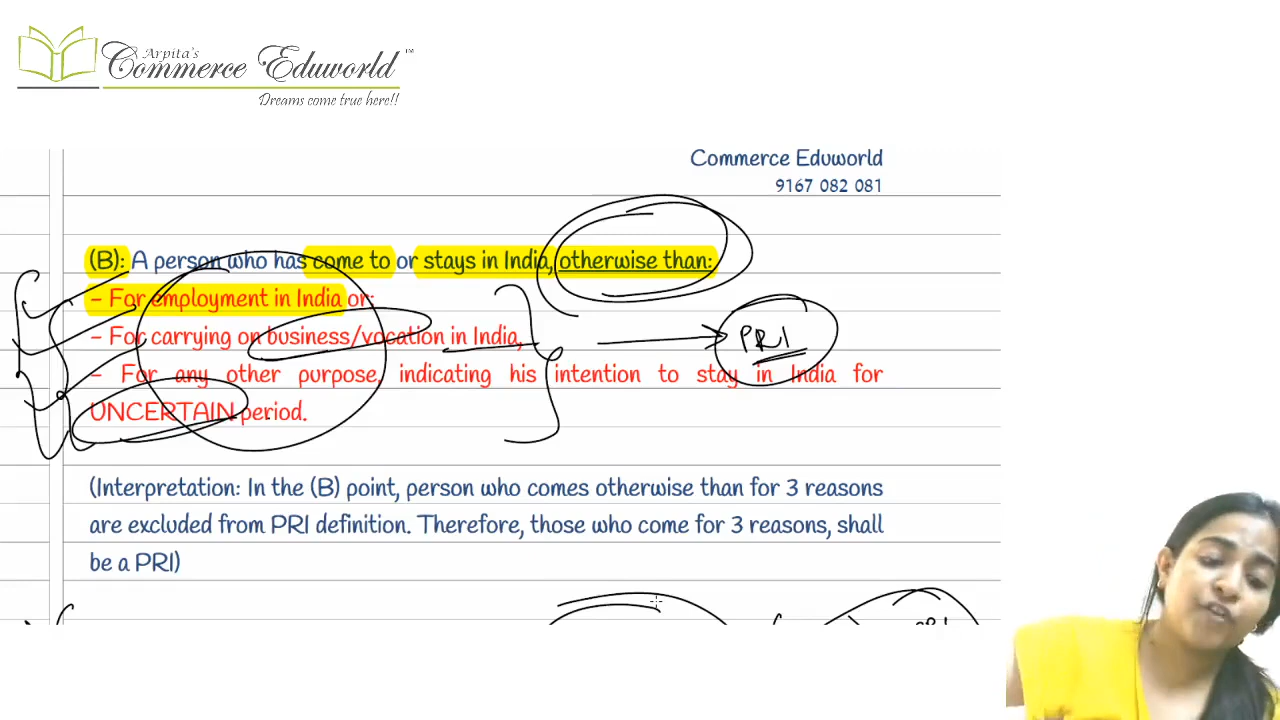 Arpita's
Commerce Eduworld™
Dreams come true here!!
Commerce Eduworld
9167 082 081
(B): A person who has come to or stays in India, otherwise than:
– For employment in India or:
– For carrying on business/vocation in India,
PRI
– For any other purpose, indicating his intention to stay in India for
UNCERTAIN period.
(Interpretation: In the (B) point, person who comes otherwise than for 3 reasons
are excluded from PRI definition. Therefore, those who come for 3 reasons, shall
be a PRI)